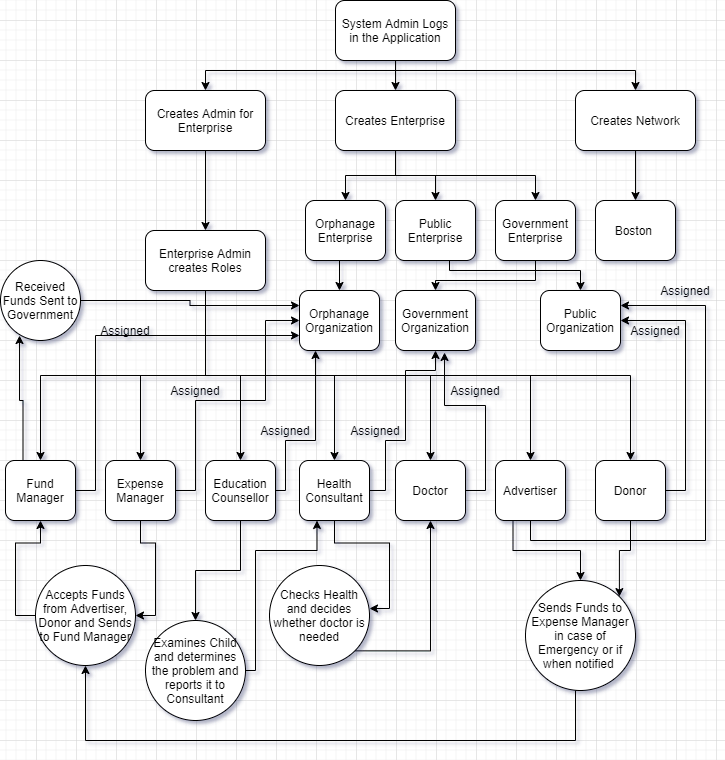 System Admin Logs
in the Application
Creates Admin for
Enterprise
Creates Enterprise
Creates Network
Orphanage
Enterprise
Public
Enterprise
Government
Enterprise
Boston
Enterprise Admin
creates Roles
Received
Funds Sent to
Government
Orphanage
Organization
Government
Organization
Public
Organization
Assigned
Assigned
Assigned
Assigned
Assigned
Assigned
Assigned
Fund
Manager
Expense
Manager
Education
Counsellor
Health
Consultant
Doctor
Advertiser
Donor
Accepts Funds
from Advertiser,
Donor and Sends
to Fund Manager
Examines Child
and determines
the problem and
reports it to
Consultant
Checks Health
and decides
whether doctor is
needed
Sends Funds to
Expense Manager
in case of
Emergency or if
when notified